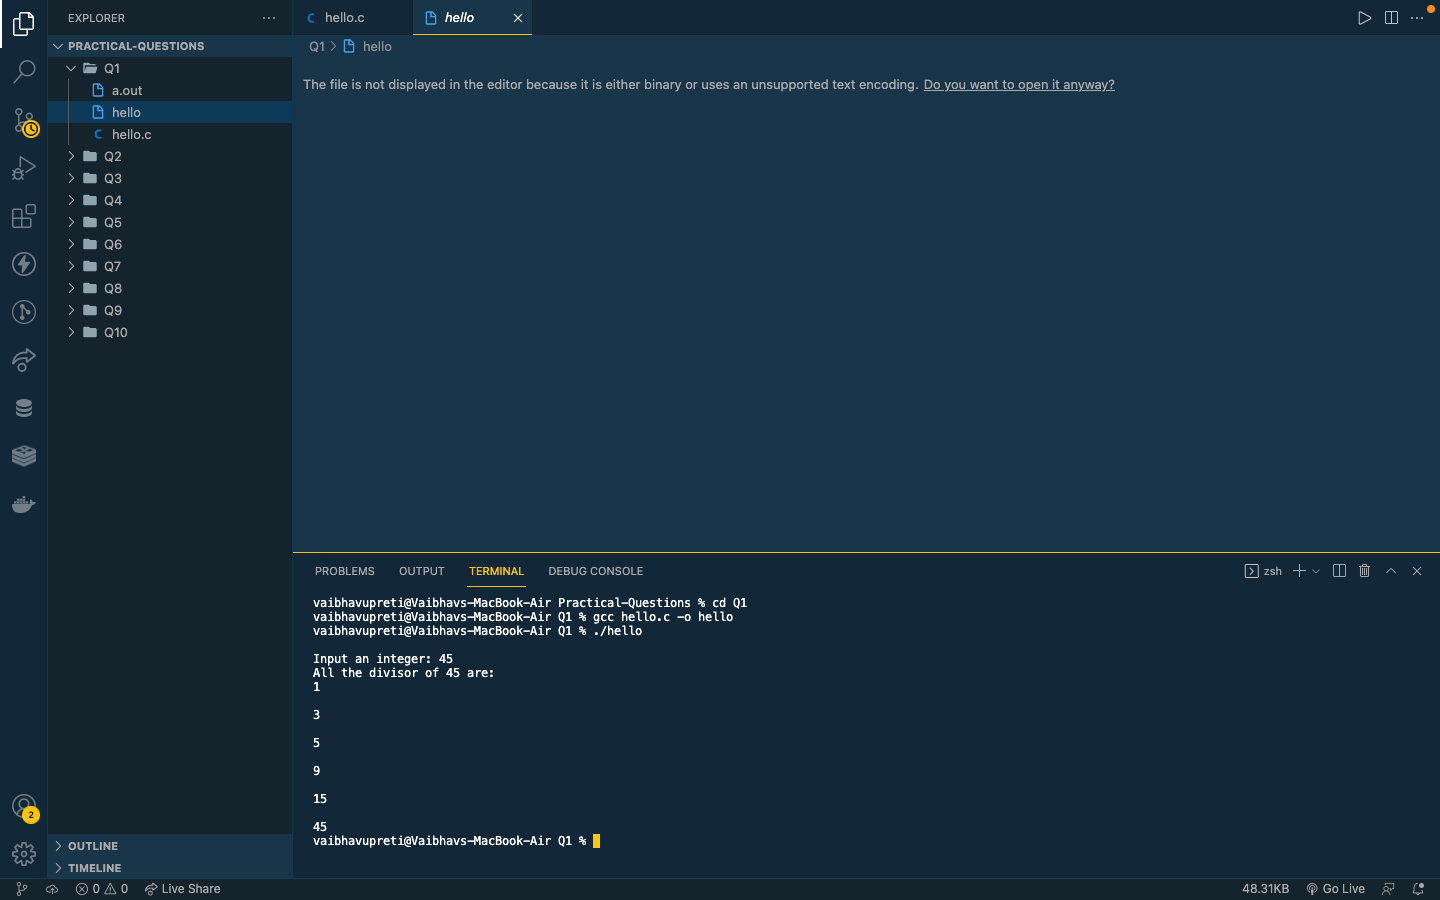 EXPLORER
PRACTICAL-QUESTIONS
Q1
a.out
hello
C hello.c
Q2
Q3
Q4
Q5
Q6
Q7
Q8
Q9
Q10
OUTLINE
TIMELINE
2
C hello.c
hello
Q1 > hello
The file is not displayed in the editor because it is either binary or uses an unsupported text encoding. Do you want to open it anyway?
PROBLEMS OUTPUT TERMINAL DEBUG CONSOLE
zsh
vaibhavupreti@Vaibhavs-MacBook-Air Practical-Questions % cd Q1
vaibhavupreti@Vaibhavs-MacBook-Air Q1 % gcc hello.c -o hello
vaibhavupreti@Vaibhavs-MacBook-Air Q1 % ./hello
Input an integer: 45
All the divisor of 45 are:
1
3
5
9
15
45
vaibhavupreti@Vaibhavs-MacBook-Air Q1 %
0 0 Live Share
48.31KB Go Live